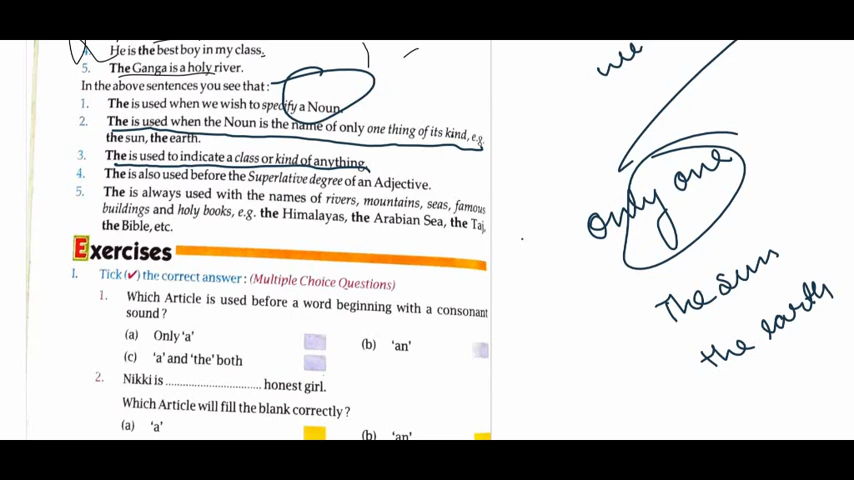 4. He is the best boy in my class.
5. The Ganga is a holy river.
In the above sentences you see that :
1. The is used when we wish to specify a Noun.
2. The is used when the Noun is the name of only one thing of its kind, e.g.
the sun, the earth.
3. The is used to indicate a class or kind of anything.
4. The is also used before the Superlative degree of an Adjective.
5. The is always used with the names of rivers, mountains, seas, famous
buildings and holy books, e.g. the Himalayas, the Arabian Sea, the Taj,
the Bible, etc.
Exercises
I. Tick (✓) the correct answer : (Multiple Choice Questions)
1. Which Article is used before a word beginning with a consonant
sound ?
(a) Only 'a'
(b) 'an'
(c) 'a' and 'the' both
2. Nikki is .............................. honest girl.
Which Article will fill the blank correctly ?
(a) 'a'
(b) 'an'
only one
The Sun
the earth